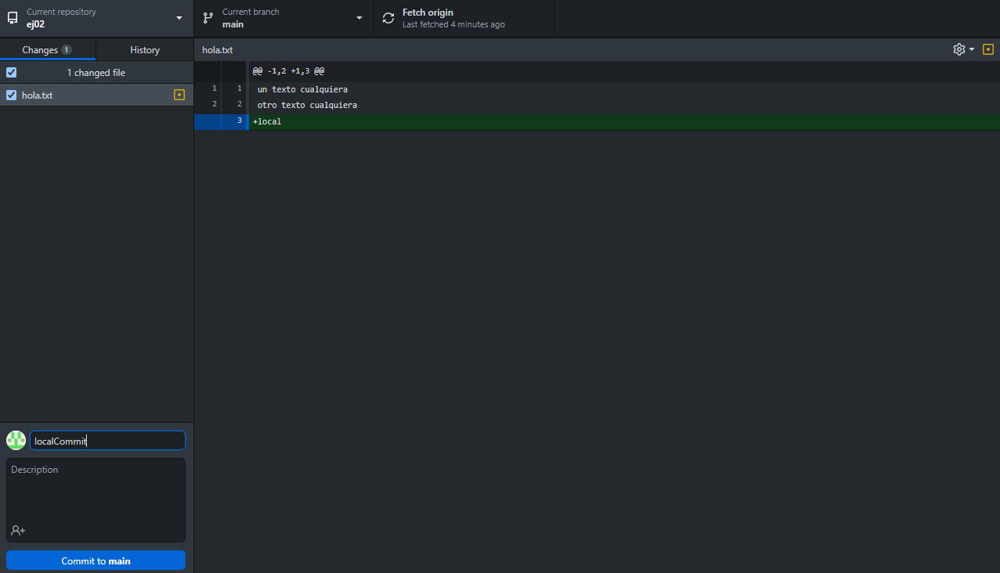 Current repository
ej02
Current branch
main
Fetch origin
Last fetched 4 minutes ago
Changes 1
History
hola.txt
1 changed file
hola.txt
@@ -1,2 +1,3 @@
1 1 un texto cualquiera
2 2 otro texto cualquiera
3 +local
localCommit
Description
Commit to main